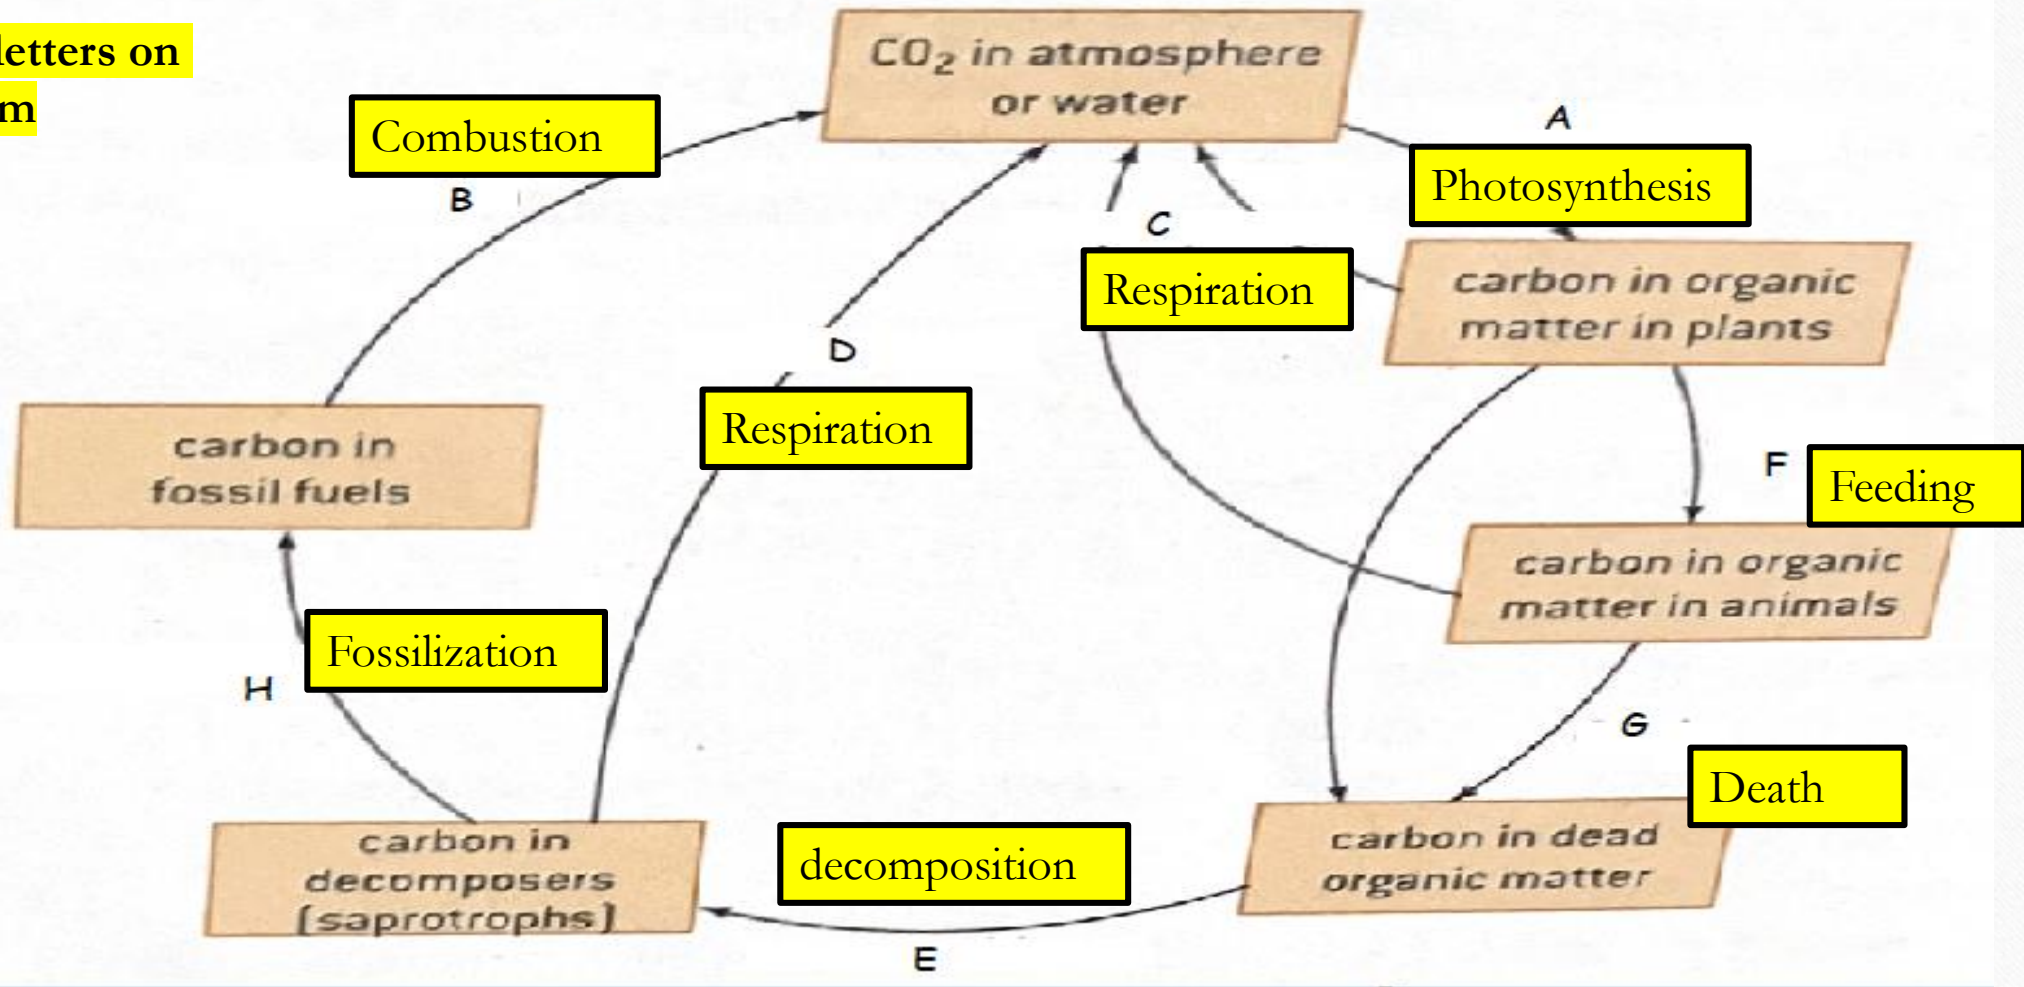 letters on
m
CO₂ in atmosphere
or water
A
Combustion
Photosynthesis
B
C
Respiration
carbon in organic
matter in plants
D
Respiration
carbon in
fossil fuels
F
Feeding
carbon in organic
matter in animals
Fossilization
H
G
Death
carbon in
decomposers
(saprotrophs)
decomposition
carbon in dead
organic matter
E